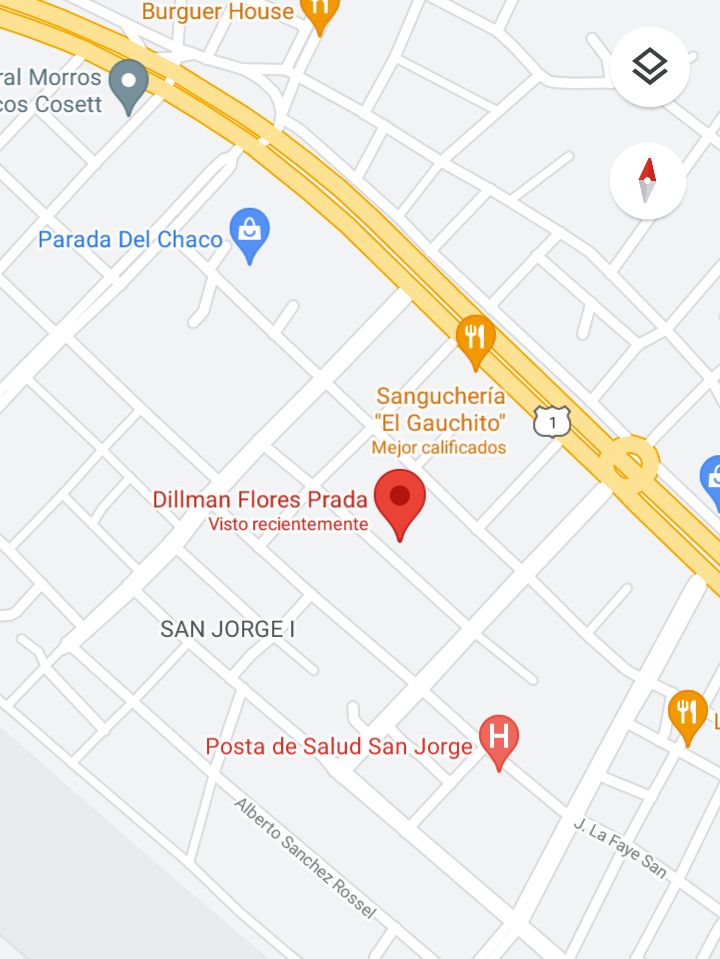 Burguer House
ral Morros
cos Cosett
Parada Del Chaco
Sanguchería
"El Gauchito"
Mejor calificados
1
Dillman Flores Prada
Visto recientemente
SAN JORGE I
H
Posta de Salud San Jorge
L
Alberto Sanchez Rossel
J. La Faye San